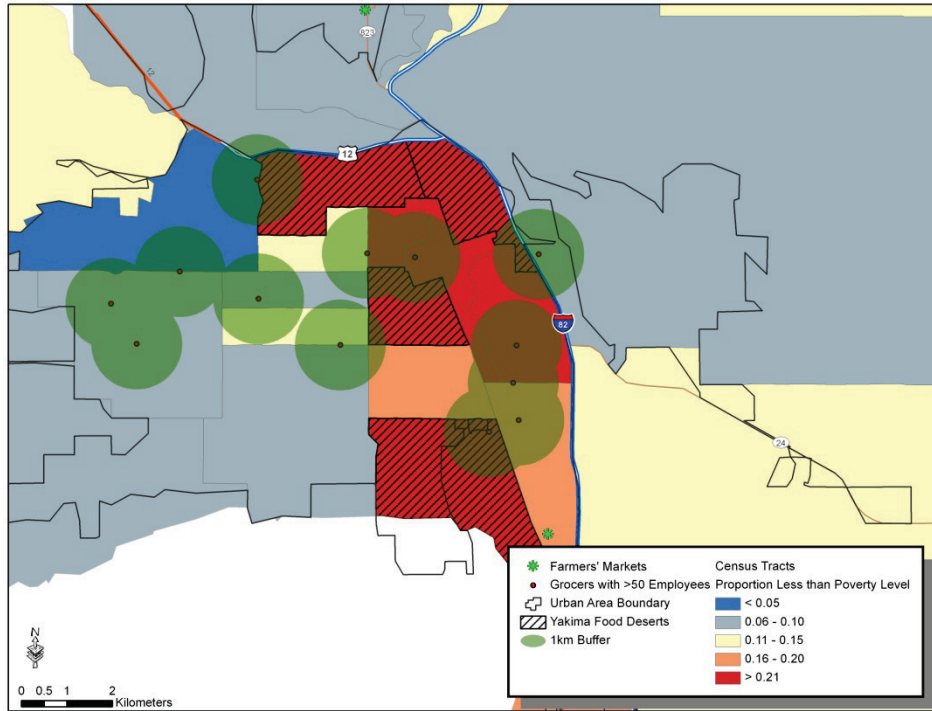 823
12
12
82
24
Farmers' Markets
Grocers with >50 Employees
Urban Area Boundary
Yakima Food Deserts
1km Buffer
Census Tracts
Proportion Less than Poverty Level
< 0.05
0.06 - 0.10
0.11 - 0.15
0.16 - 0.20
> 0.21
N
0 0.5 1 2
Kilometers